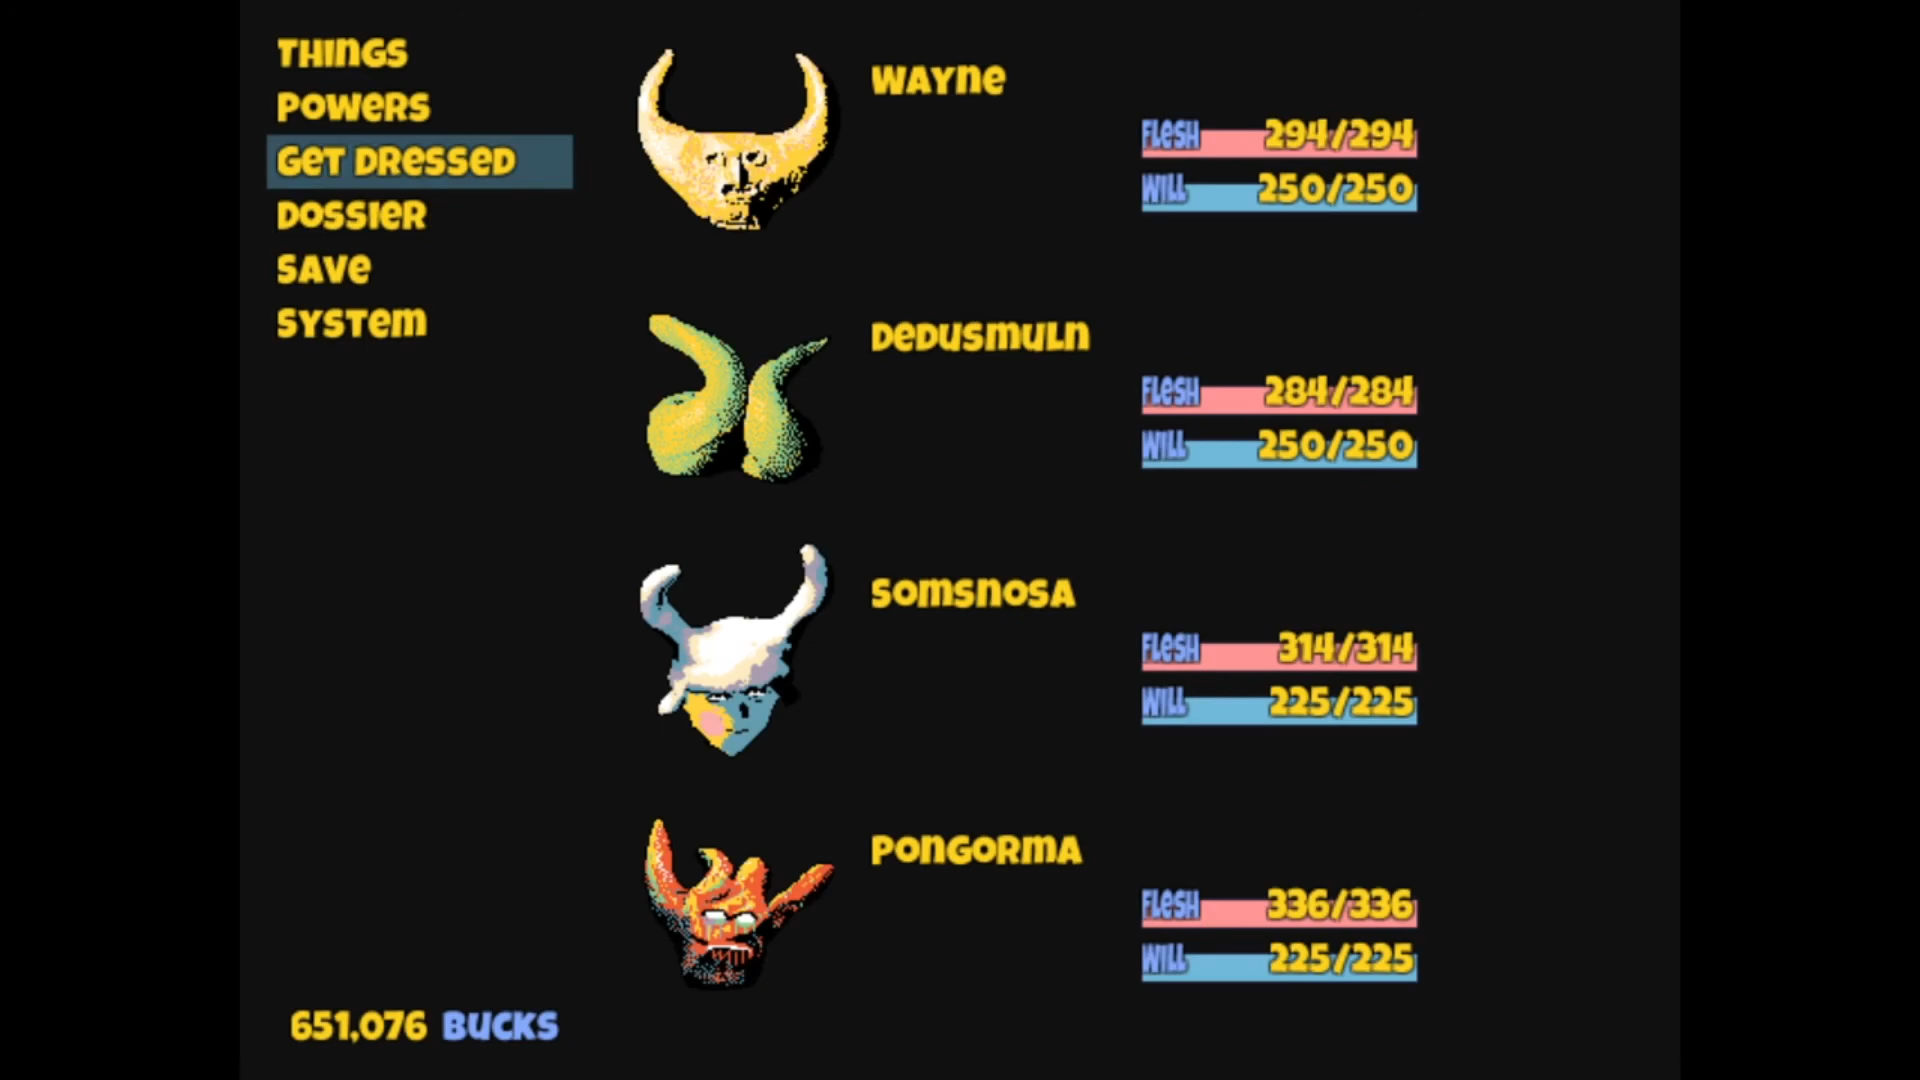 THINGS
POWERS
GET DRESSED
DOSSIER
SAVE
SYSTEM
WAYNE
FLESH 294/294
WILL 250/250
DEDUSMULN
FLESH 284/284
WILL 250/250
SOMSNOSA
FLESH 314/314
WILL 225/225
PONGORMA
FLESH 336/336
WILL 225/225
651,076 BUCKS